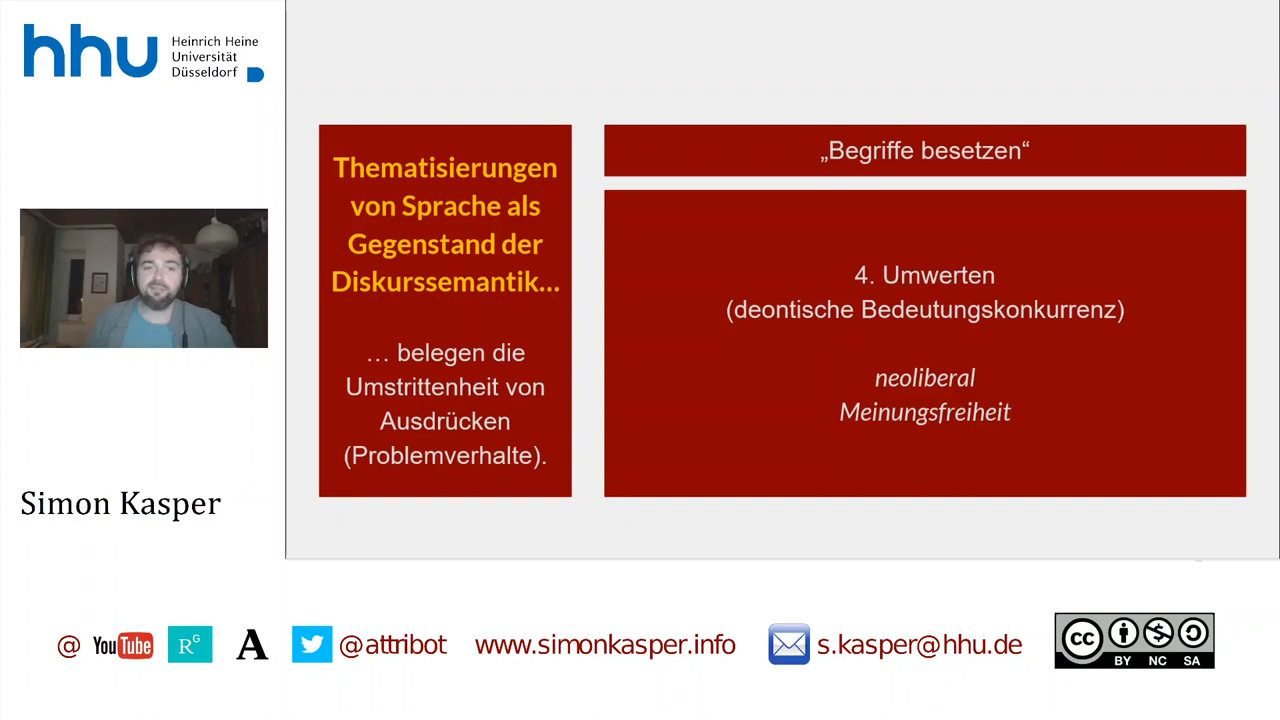 hhu
Heinrich Heine
Universität
Düsseldorf
Thematisierungen
von Sprache als
Gegenstand der
Diskurssemantik…
… belegen die
Umstrittenheit von
Ausdrücken
(Problemverhalte).
„Begriffe besetzen“
4. Umwerten
(deontische Bedeutungskonkurrenz)
neoliberal
Meinungsfreiheit
Simon Kasper
@ YouTube RG A @attribot www.simonkasper.info s.kasper@hhu.de
cc BY NC SA